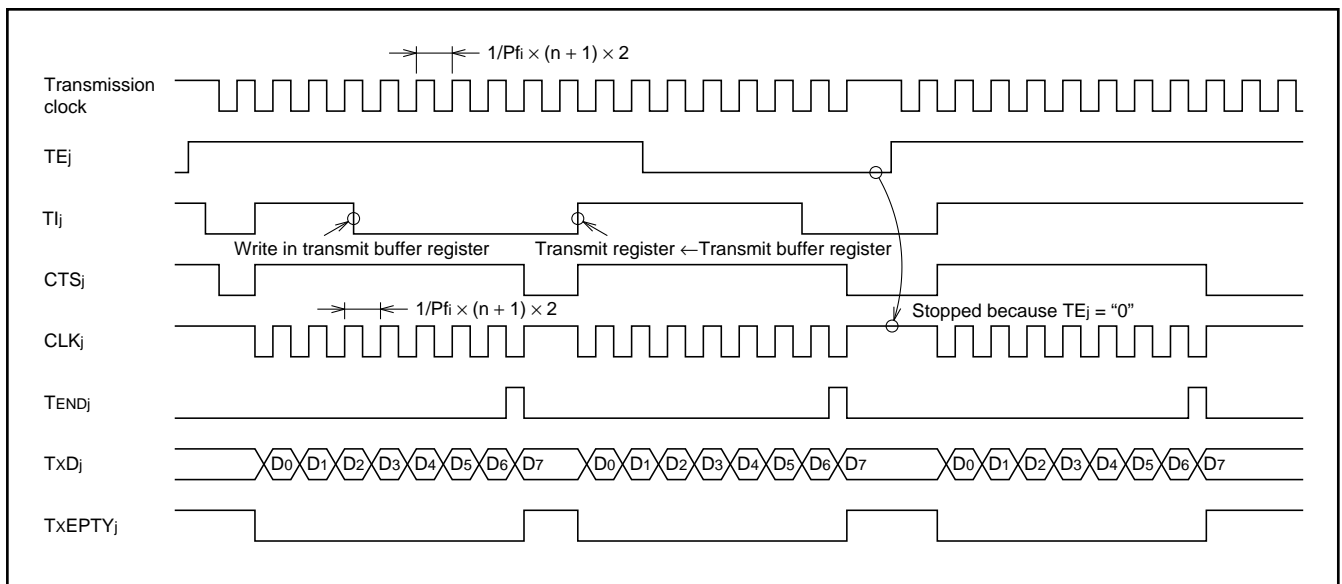 1/Pfi × (n + 1) × 2
Transmission
clock
TEj
TIj
Write in transmit buffer register
Transmit register ←Transmit buffer register
CTSj
1/Pfi × (n + 1) × 2
Stopped because TEj = “0”
CLKj
TENDj
TxDj
D0 D1 D2 D3 D4 D5 D6 D7 D0 D1 D2 D3 D4 D5 D6 D7 D0 D1 D2 D3 D4 D5 D6 D7
TxEPTYj